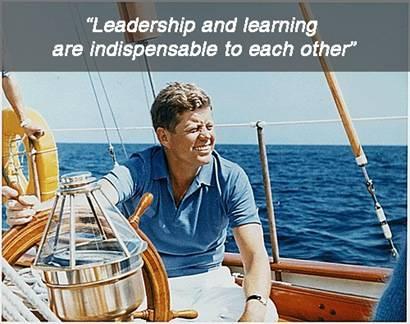 “Leadership and learning
are indispensable to each other”